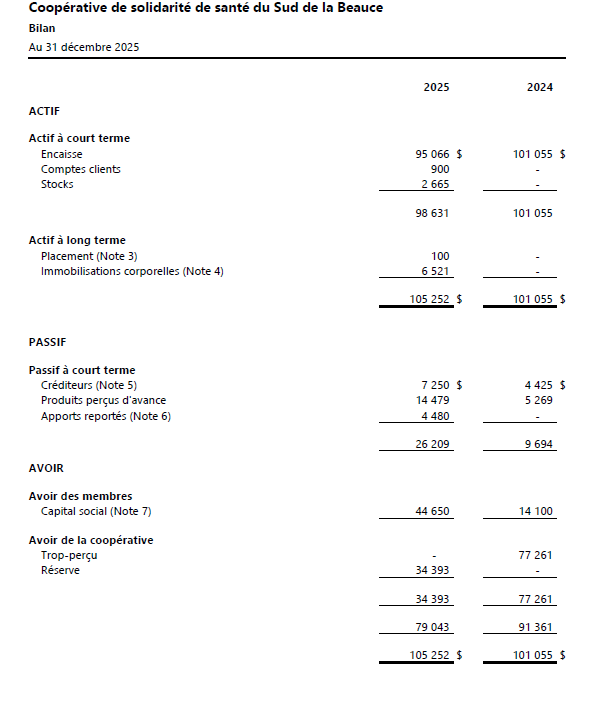 Coopérative de solidarité de santé du Sud de la Beauce
Bilan
Au 31 décembre 2025
2025 2024
ACTIF
Actif à court terme
Encaisse 95 066 $ 101 055 $
Comptes clients 900 -
Stocks 2 665 -
98 631 101 055
Actif à long terme
Placement (Note 3) 100 -
Immobilisations corporelles (Note 4) 6 521 -
105 252 $ 101 055 $
PASSIF
Passif à court terme
Créditeurs (Note 5) 7 250 $ 4 425 $
Produits perçus d'avance 14 479 5 269
Apports reportés (Note 6) 4 480 -
26 209 9 694
AVOIR
Avoir des membres
Capital social (Note 7) 44 650 14 100
Avoir de la coopérative
Trop-perçu - 77 261
Réserve 34 393 -
34 393 77 261
79 043 91 361
105 252 $ 101 055 $